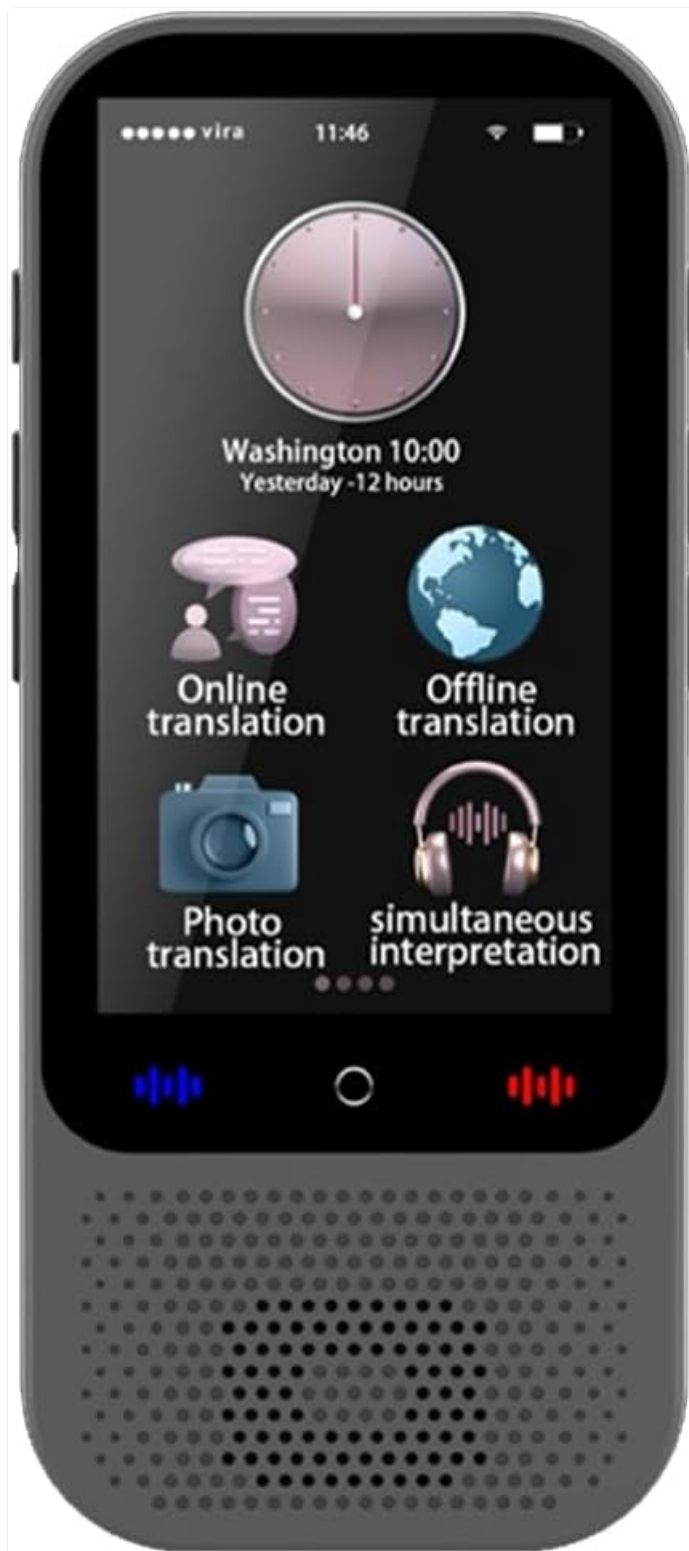 ●●●●● vira 11:46
Washington 10:00
Yesterday -12 hours
Online
translation
Offline
translation
Photo
translation
simultaneous
interpretation